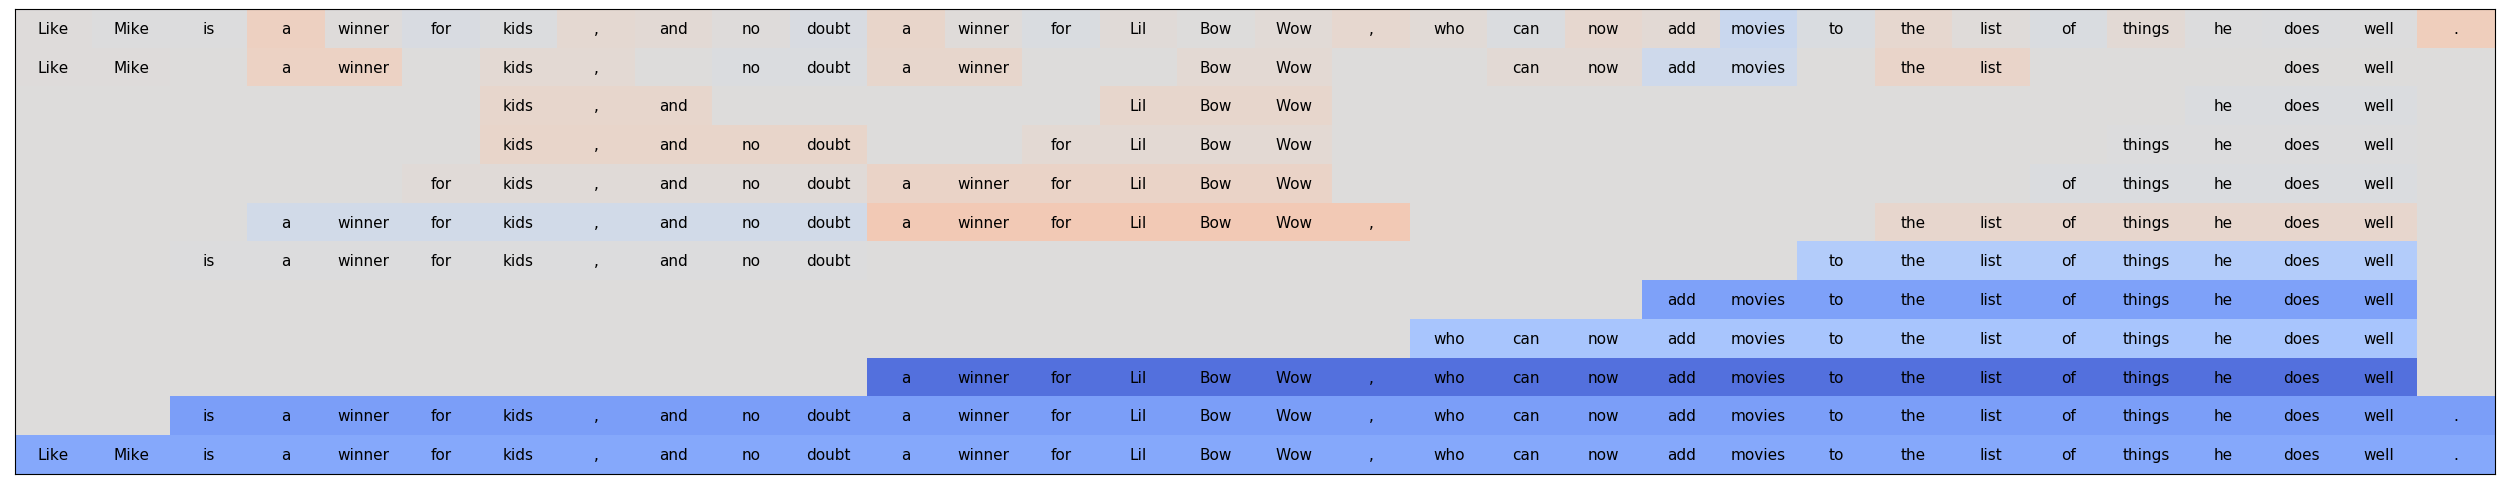 Like Mike is a winner for kids , and no doubt a winner for Lil Bow Wow , who can now add movies to the list of things he does well .
Like Mike a winner kids , no doubt a winner Bow Wow can now add movies the list does well
kids , and Lil Bow Wow he does well
kids , and no doubt for Lil Bow Wow things he does well
for kids , and no doubt a winner for Lil Bow Wow of things he does well
a winner for kids , and no doubt a winner for Lil Bow Wow , the list of things he does well
is a winner for kids , and no doubt to the list of things he does well
add movies to the list of things he does well
who can now add movies to the list of things he does well
a winner for Lil Bow Wow , who can now add movies to the list of things he does well
is a winner for kids , and no doubt a winner for Lil Bow Wow , who can now add movies to the list of things he does well .
Like Mike is a winner for kids , and no doubt a winner for Lil Bow Wow , who can now add movies to the list of things he does well .